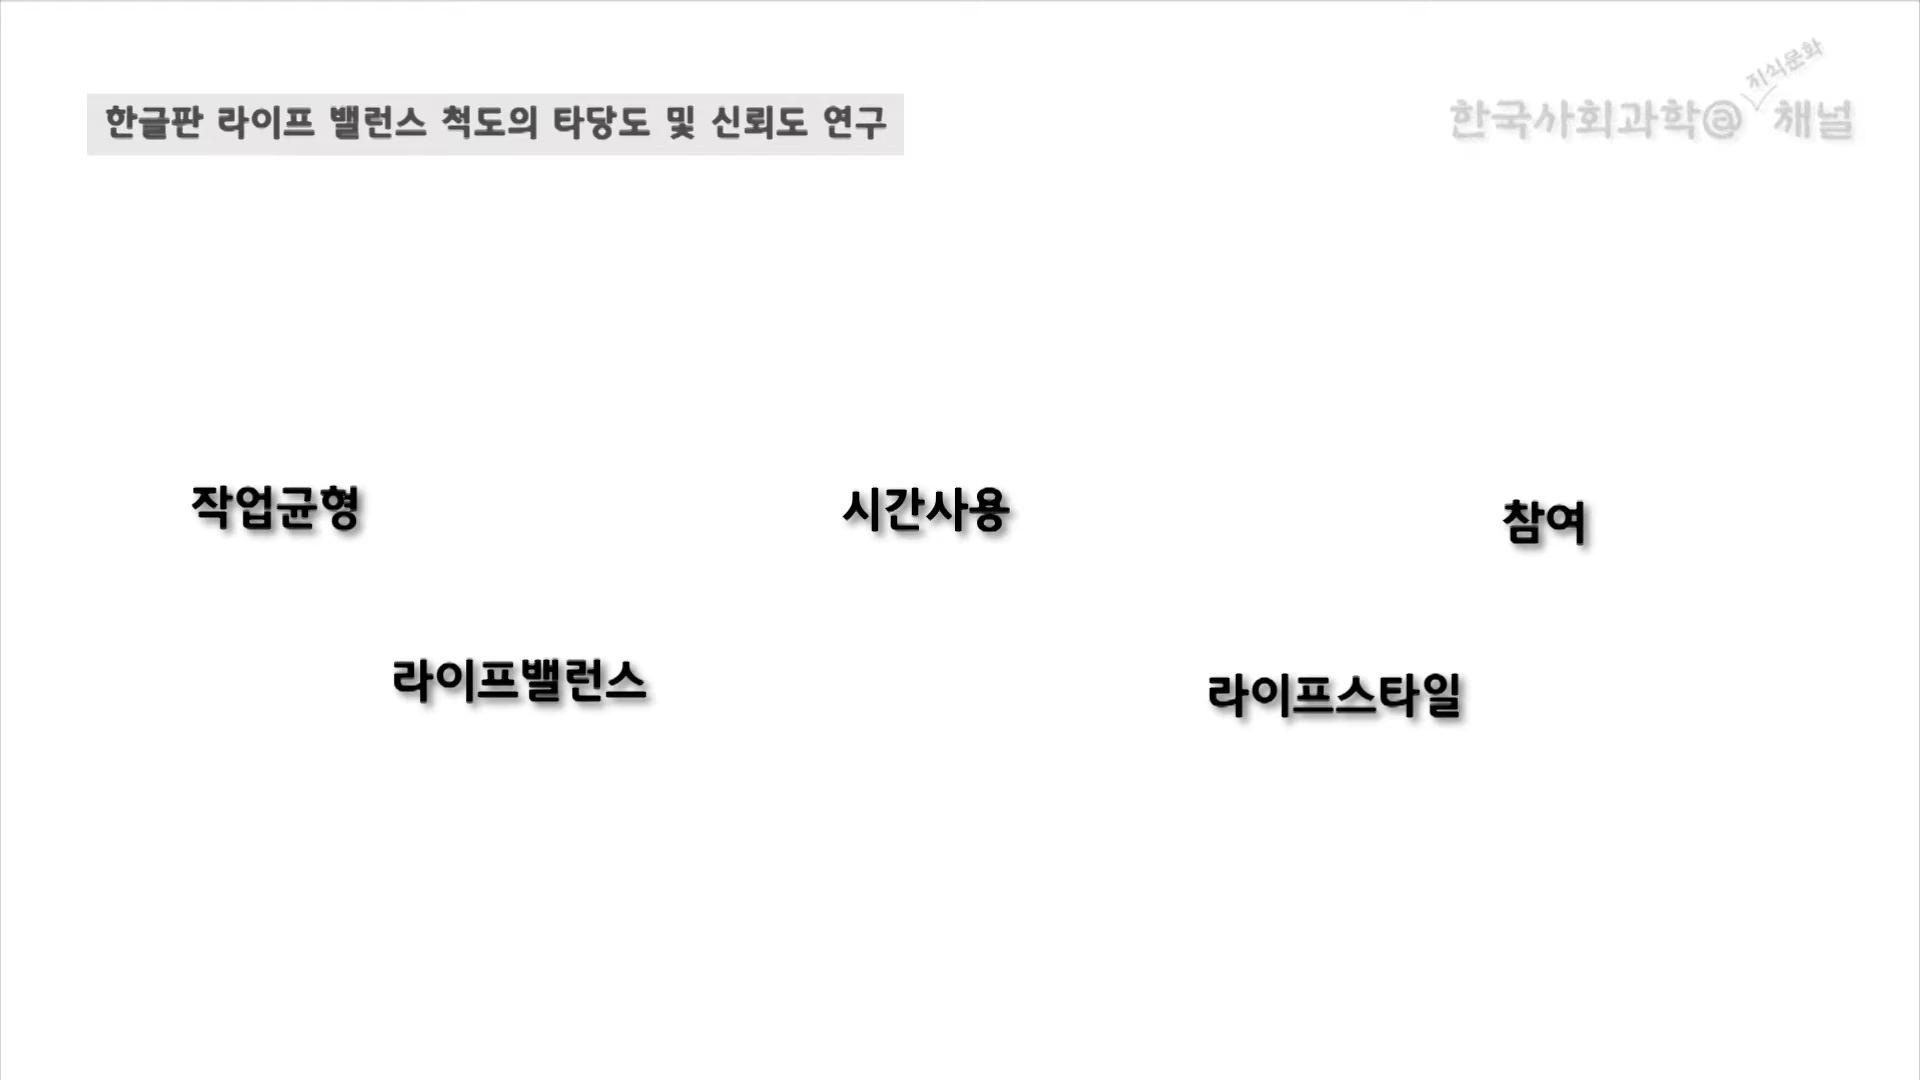 한글판 라이프 밸런스 척도의 타당도 및 신뢰도 연구
지식문화
한국사회과학@ 채널
작업균형
시간사용
참여
라이프밸런스
라이프스타일